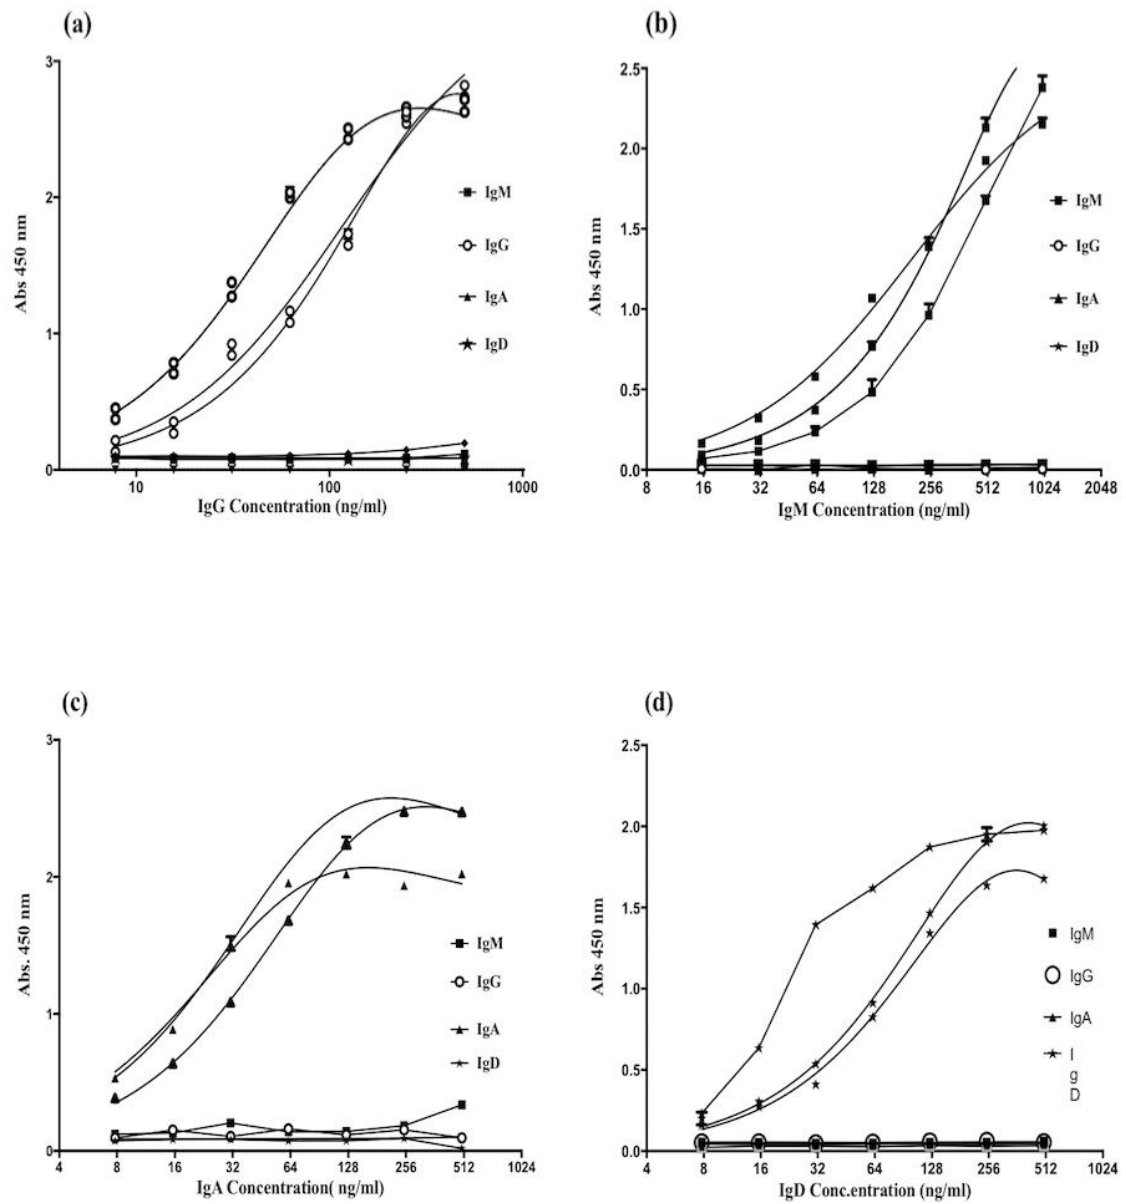 (a)
3
2
1
0
10
100
1000
Abs 450 nm
IgG Concentration (ng/ml)
IgM
IgG
IgA
IgD
(b)
2.5
2.0
1.5
1.0
0.5
0.0
8
16
32
64
128
256
512
1024
2048
Abs 450 nm
IgM Concentration (ng/ml)
IgM
IgG
IgA
IgD
(c)
3
2
1
0
4
8
16
32
64
128
256
512
1024
Abs. 450 nm
IgA Concentration( ng/ml)
IgM
IgG
IgA
IgD
(d)
2.5
2.0
1.5
1.0
0.5
0.0
4
8
16
32
64
128
256
512
1024
Abs 450 nm
IgD Conc.entration (ng/ml)
IgM
IgG
IgA
I
g
D